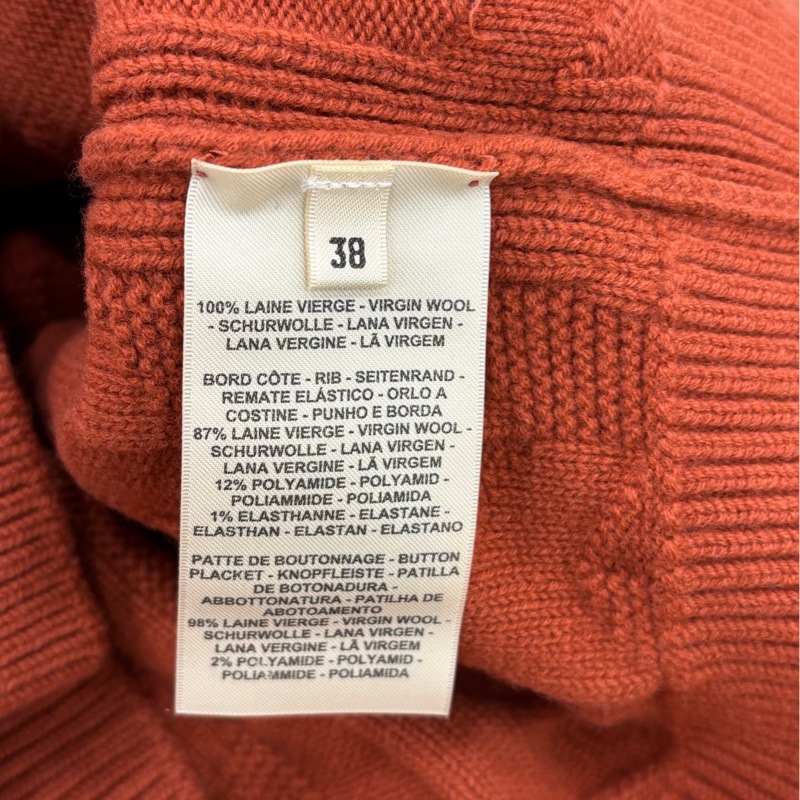 38
100% LAINE VIERGE - VIRGIN WOOL
- SCHURWOLLE - LANA VIRGEN -
LANA VERGINE - LÃ VIRGEM
BORD CÔTE - RIB - SEITENRAND -
REMATE ELÁSTICO - ORLO A
COSTINE - PUNHO E BORDA
87% LAINE VIERGE - VIRGIN WOOL -
SCHURWOLLE - LANA VIRGEN -
LANA VERGINE - LÃ VIRGEM
12% POLYAMIDE - POLYAMID -
POLIAMMIDE - POLIAMIDA
1% ELASTHANNE - ELASTANE -
ELASTHAN - ELASTAN - ELASTANO
PATTE DE BOUTONNAGE - BUTTON
PLACKET - KNOPFLEISTE - PATILLA
DE BOTONADURA -
ABBOTTONATURA - PATILHA DE
ABOTOAMENTO
98% LAINE VIERGE - VIRGIN WOOL -
SCHURWOLLE - LANA VIRGEN -
LANA VERGINE - LÃ VIRGEM
2% POLYAMIDE - POLYAMID -
POLIAMMIDE - POLIAMIDA